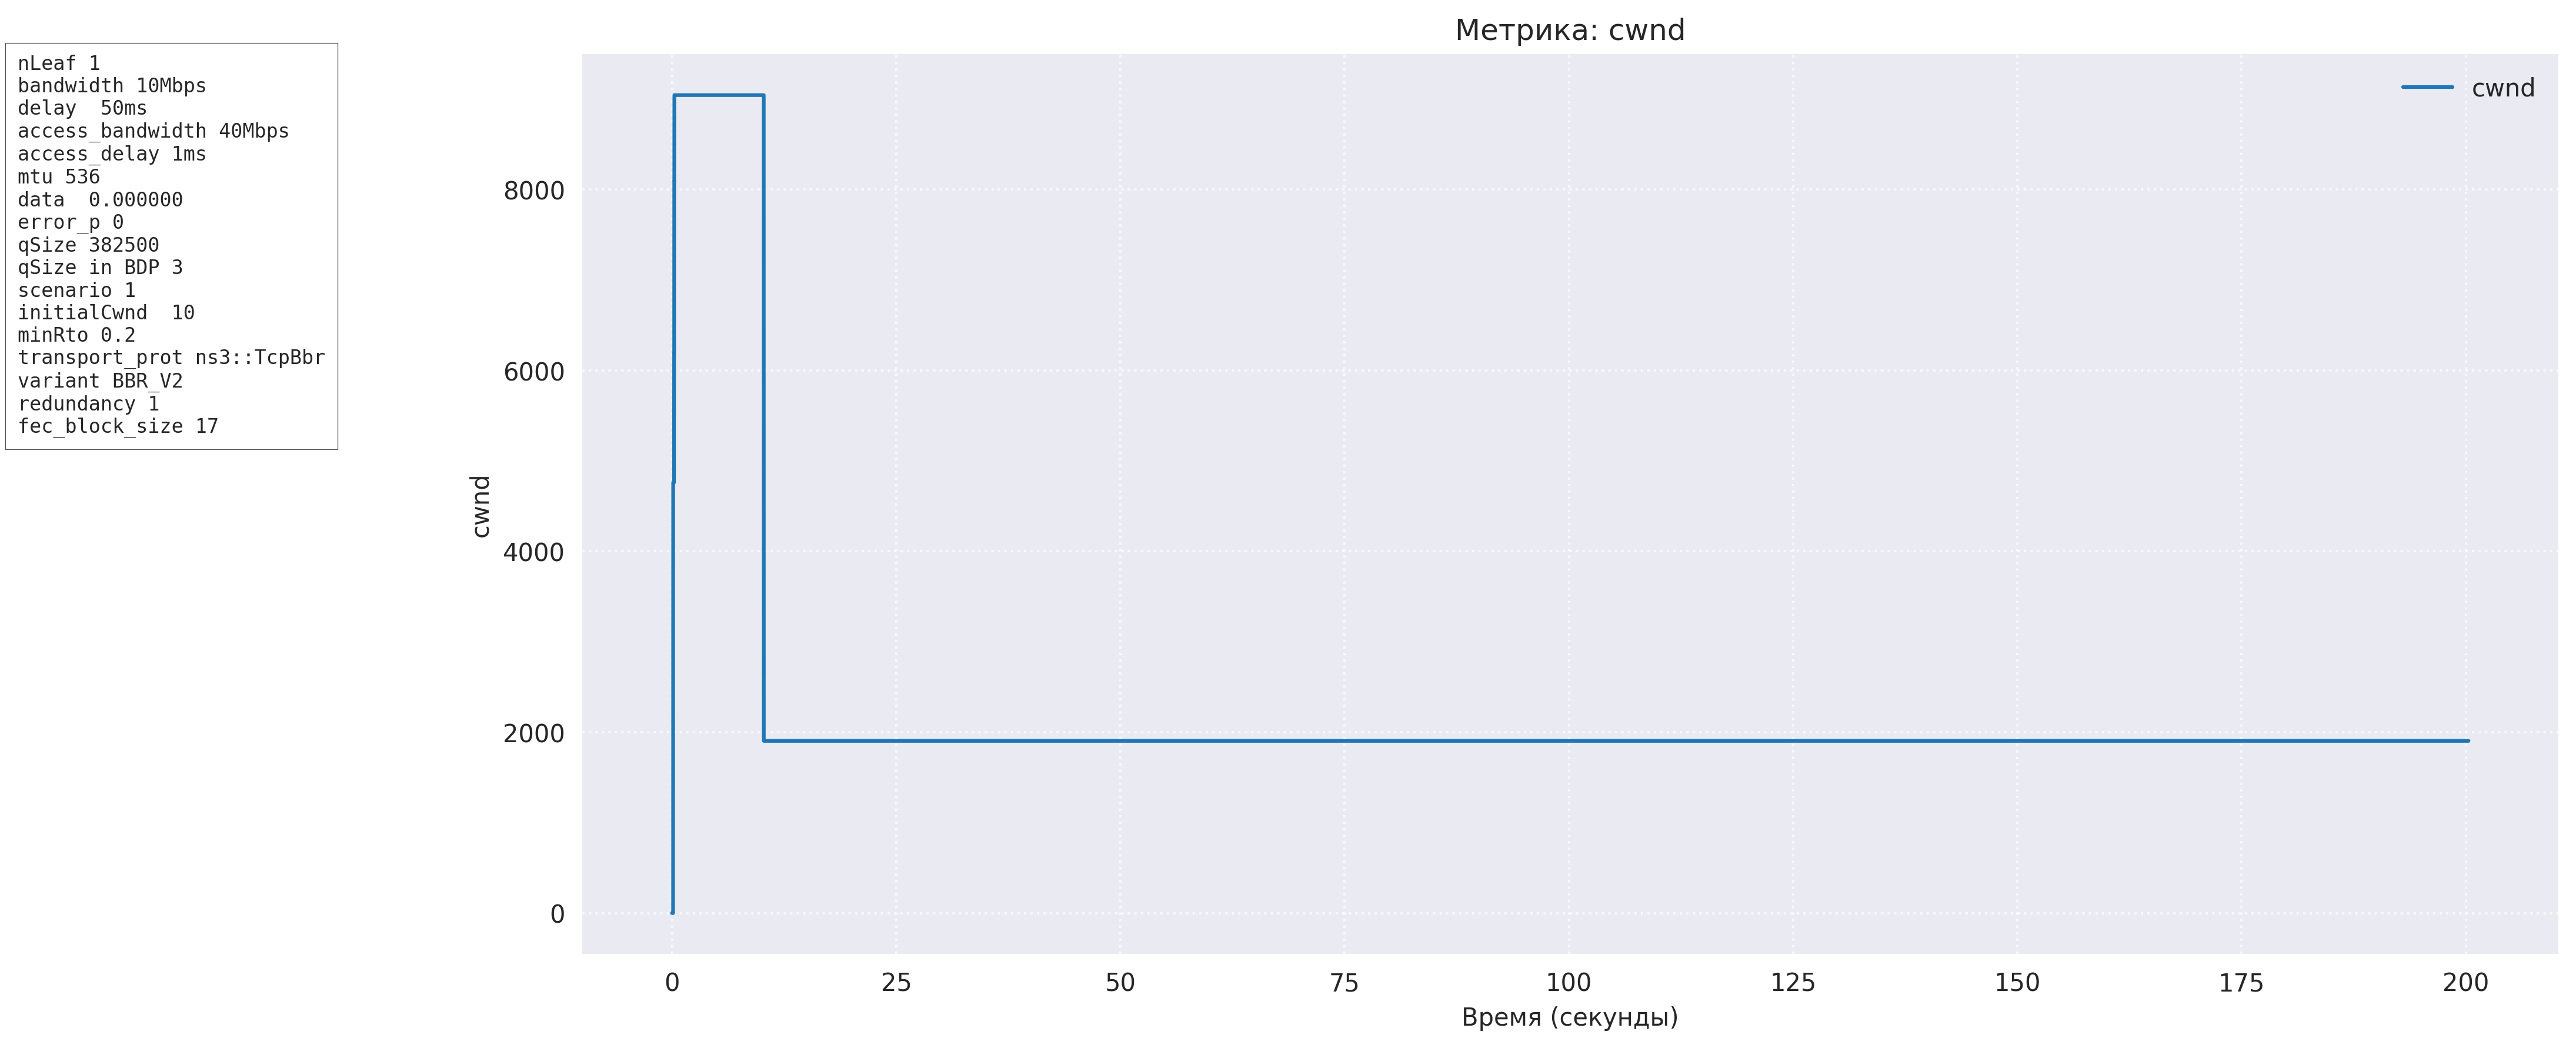 Метрика: cwnd
nLeaf 1
bandwidth 10Mbps
delay  50ms
access_bandwidth 40Mbps
access_delay 1ms
mtu 536
data  0.000000
error_p 0
qSize 382500
qSize in BDP 3
scenario 1
initialCwnd  10
minRto 0.2
transport_prot ns3::TcpBbr
variant BBR_V2
redundancy 1
fec_block_size 17
cwnd
8000
6000
4000
2000
0
cwnd
0 25 50 75 100 125 150 175 200
Время (секунды)